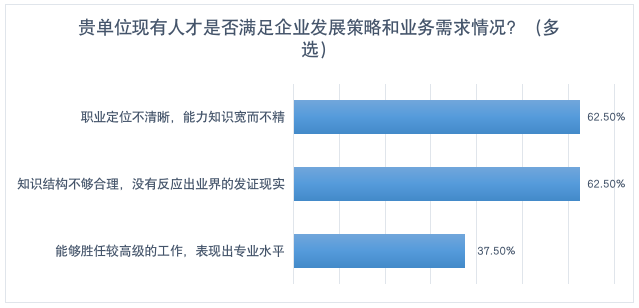 贵单位现有人才是否满足企业发展策略和业务需求情况？（多
选）
职业定位不清晰，能力知识宽而不精
62.50%
知识结构不够合理，没有反应出业界的发证现实
62.50%
能够胜任较高级的工作，表现出专业水平
37.50%